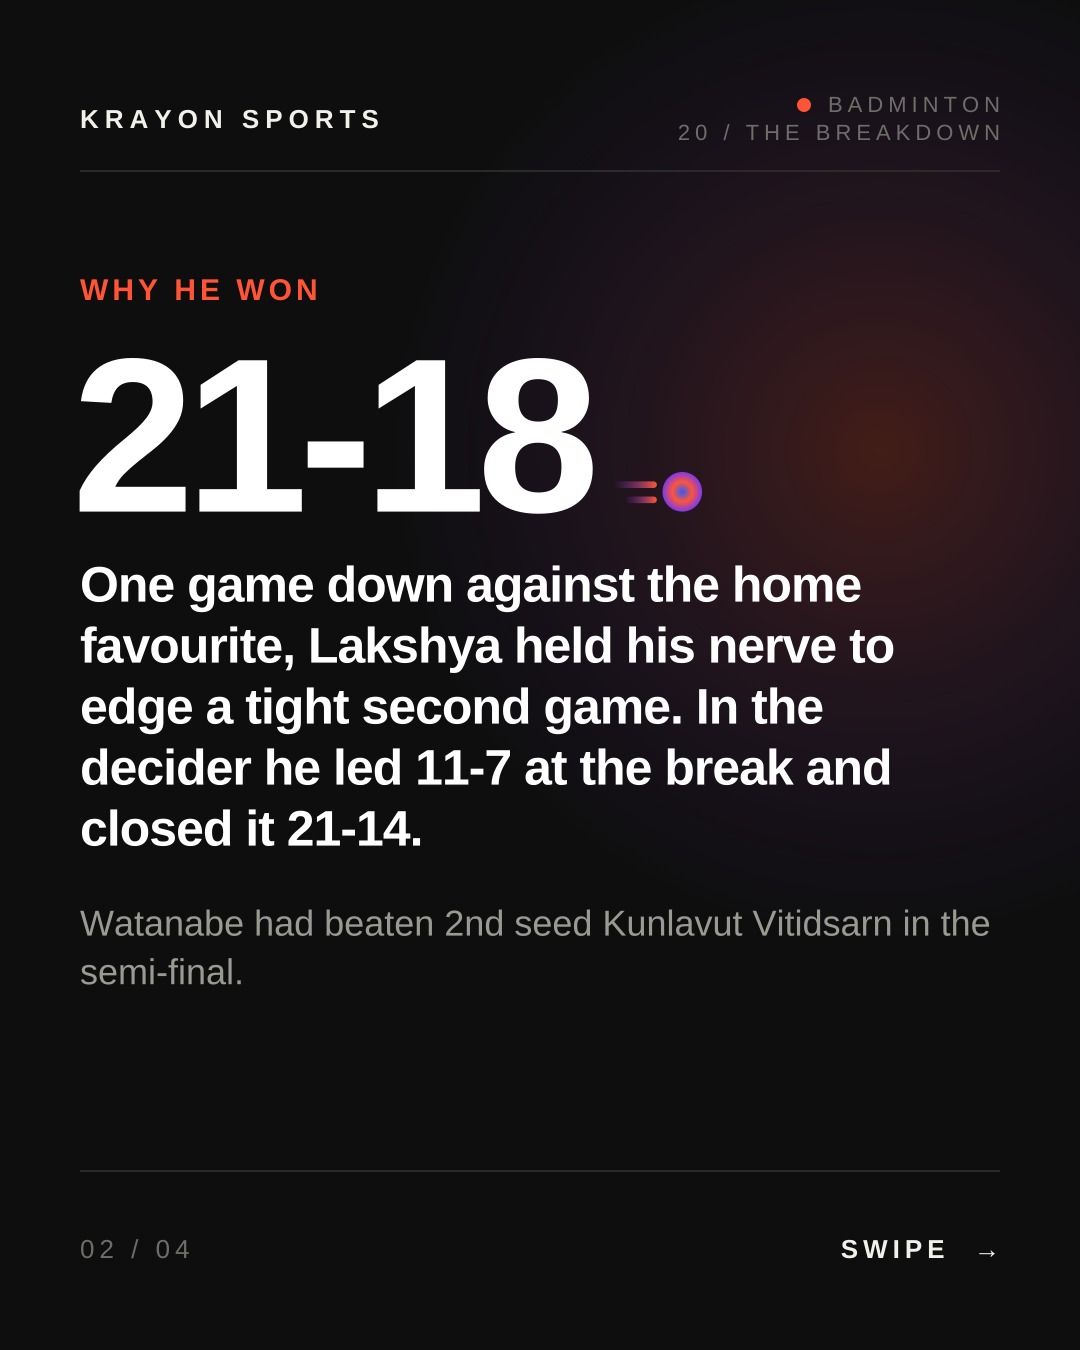 KRAYON SPORTS
BADMINTON
20 / THE BREAKDOWN
WHY HE WON
21-18
One game down against the home
favourite, Lakshya held his nerve to
edge a tight second game. In the
decider he led 11-7 at the break and
closed it 21-14.
Watanabe had beaten 2nd seed Kunlavut Vitidsarn in the
semi-final.
02 / 04
SWIPE →